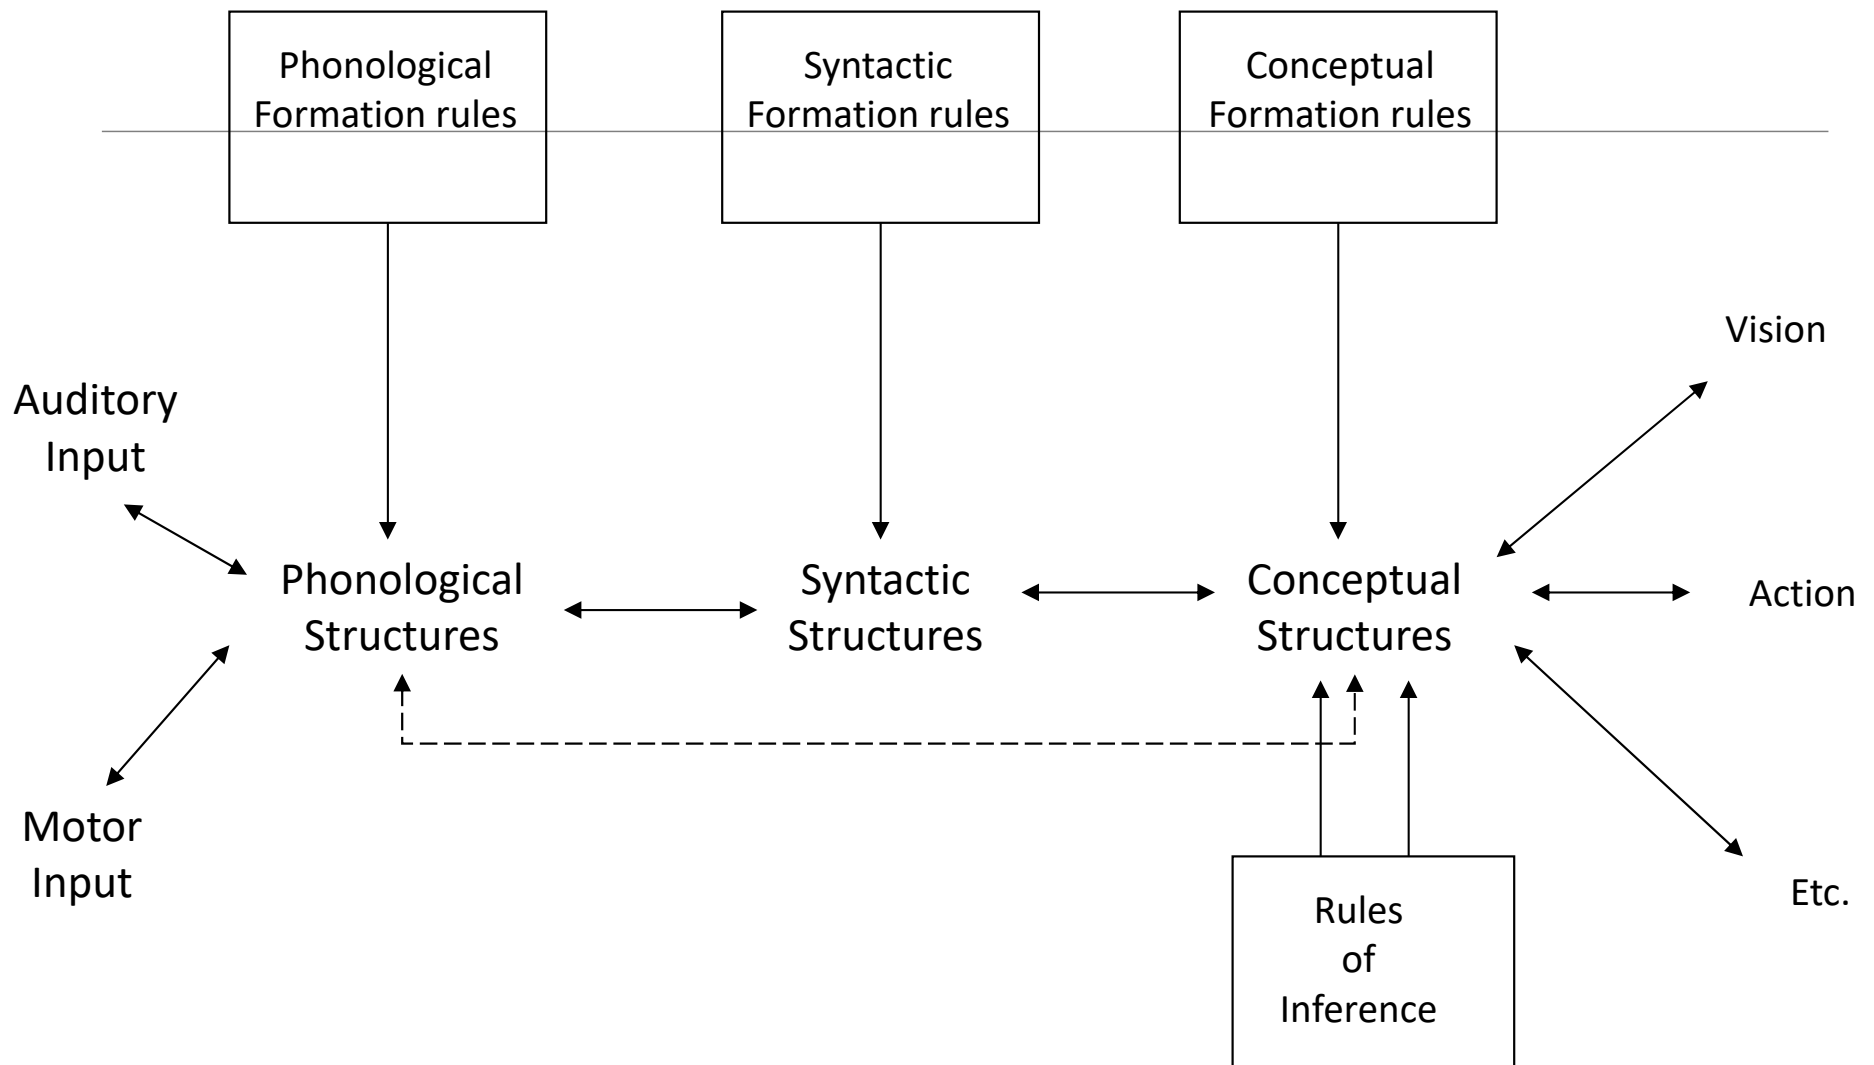 Phonological
Formation rules
Syntactic
Formation rules
Conceptual
Formation rules
Vision
Auditory
Input
Phonological
Structures
Syntactic
Structures
Conceptual
Structures
Action
Motor
Input
Etc.
Rules
of
Inference